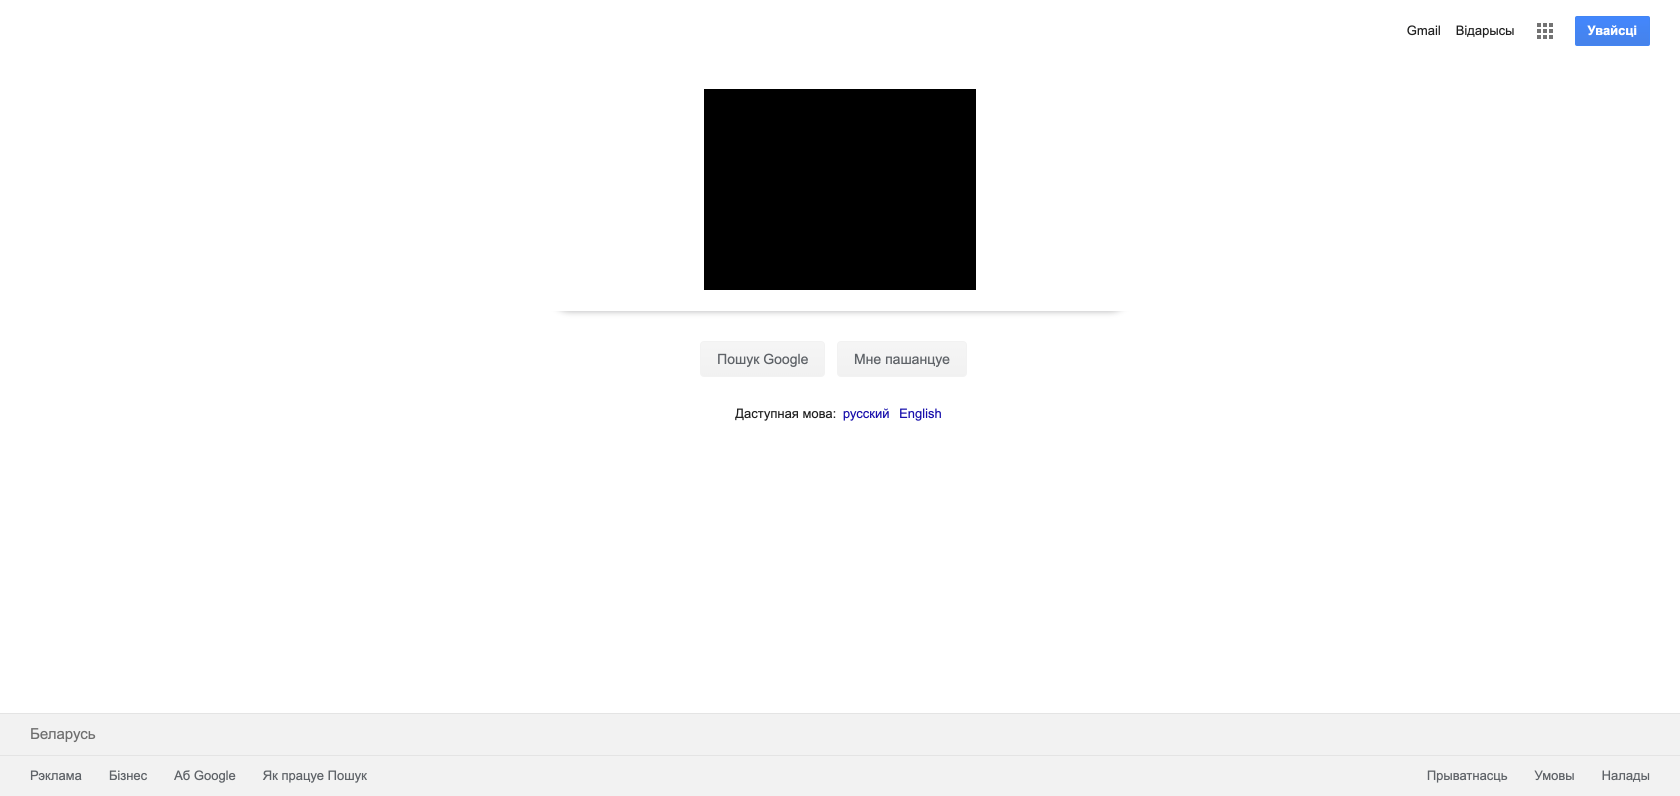 Gmail Відарысы Увайсці
Пошук Google Мне пашанцуе
Даступная мова: русский English
Беларусь
Рэклама Бізнес Аб Google Як працуе Пошук Прыватнасць Умовы Налады